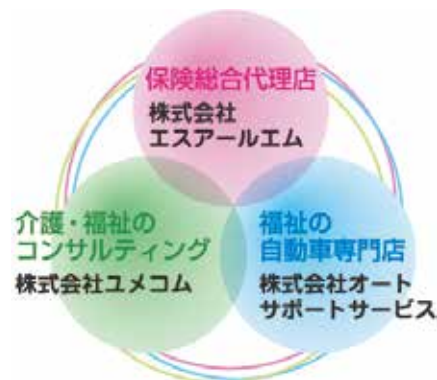 保険総合代理店
株式会社
エスアールエム
介護・福祉の
コンサルティング
株式会社ユメコム
福祉の
自動車専門店
株式会社オート
サポートサービス